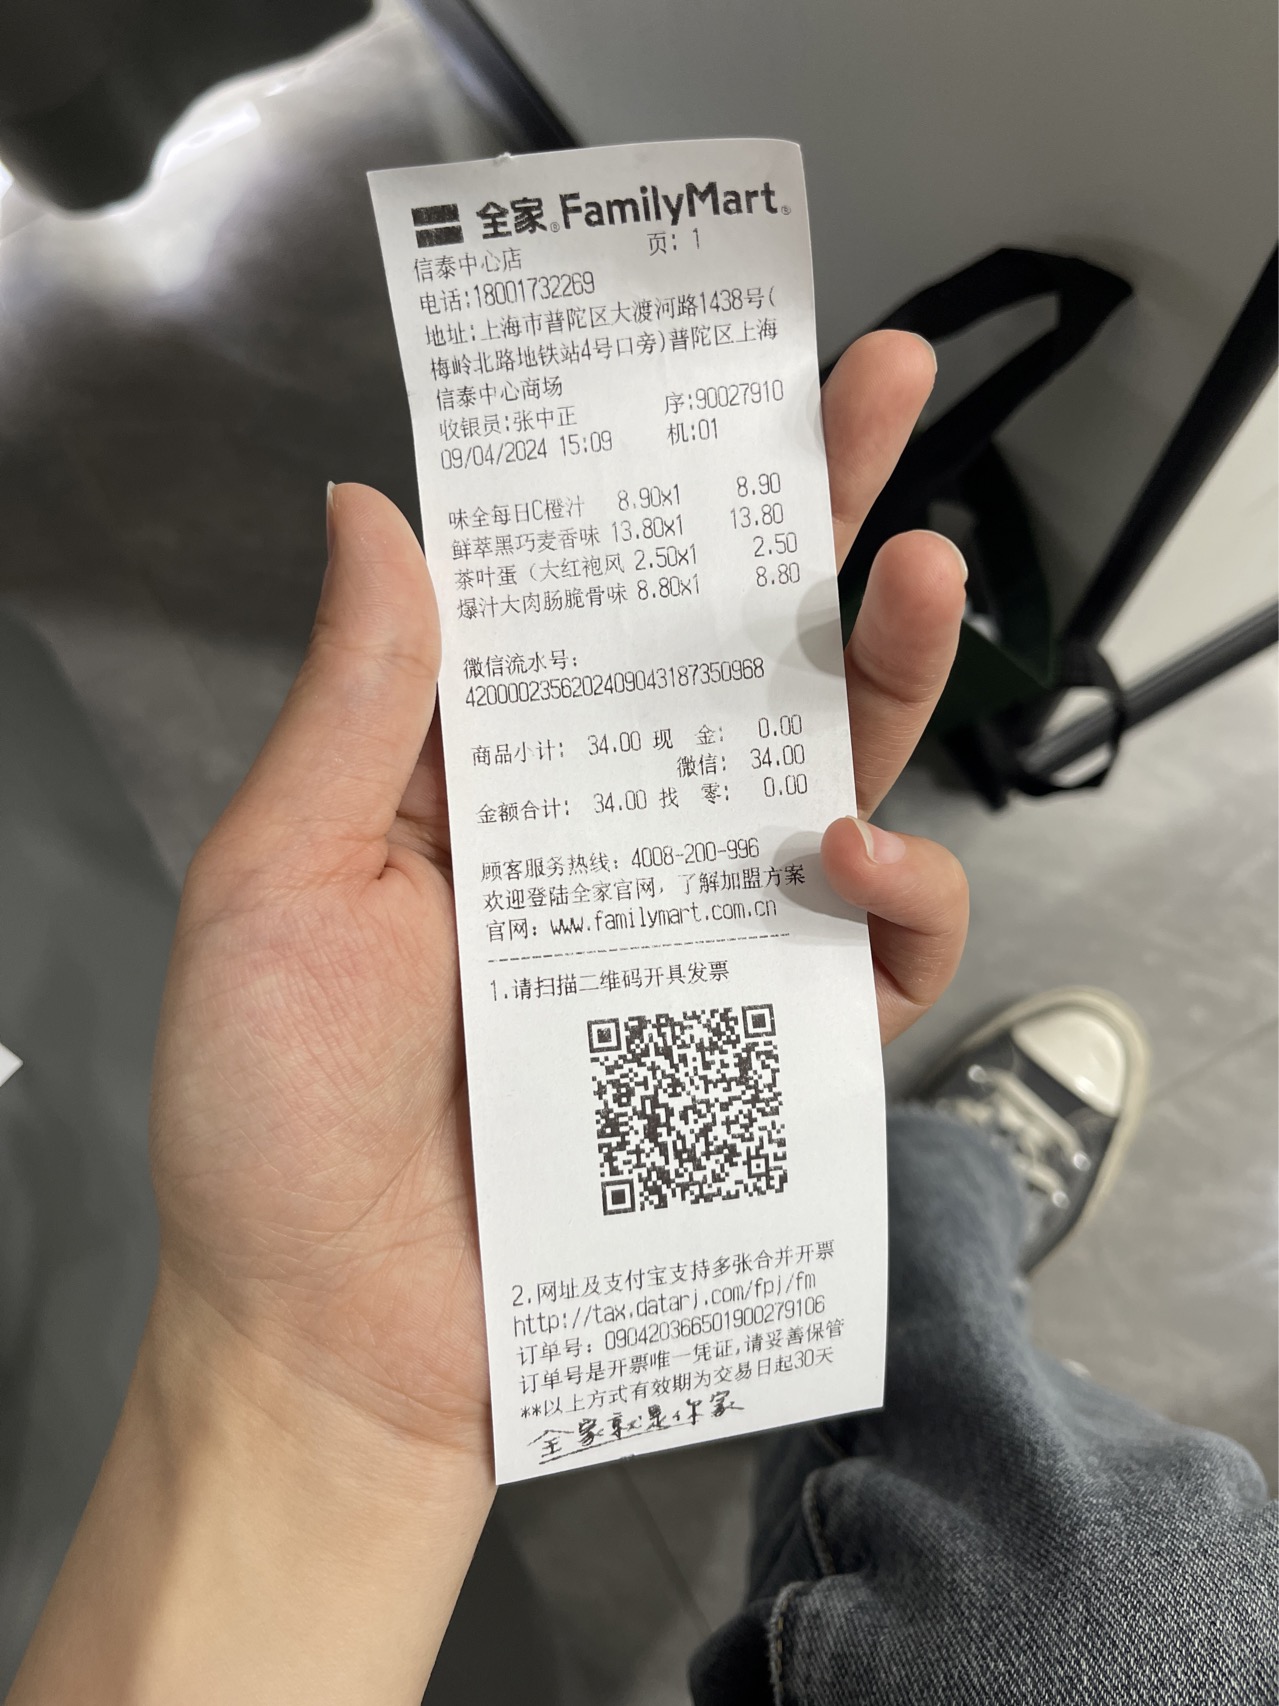 全家®FamilyMart®
信泰中心店 页: 1
电话:18001732269
地址:上海市普陀区大渡河路1438号(
梅岭北路地铁站4号口旁)普陀区上海
信泰中心商场
收银员:张中正 序:90027910
09/04/2024 15:09 机:01
味全每日C橙汁 8.90x1 8.90
鲜萃黑巧麦香味 13.80x1 13.80
茶叶蛋（大红袍风 2.50x1 2.50
爆汁大肉肠脆骨味 8.80x1 8.80
微信流水号:
4200002356202409043187350968
商品小计: 34.00 现 金: 0.00
微信: 34.00
金额合计: 34.00 找 零: 0.00
顾客服务热线: 4008-200-996
欢迎登陆全家官网，了解加盟方案
官网: www.familymart.com.cn
1.请扫描二维码开具发票
2.网址及支付宝支持多张合并开票
http://tax.datarj.com/fpj/fm
订单号: 090420366501900279106
订单号是开票唯一凭证,请妥善保管
**以上方式有效期为交易日起30天
全家就是你家